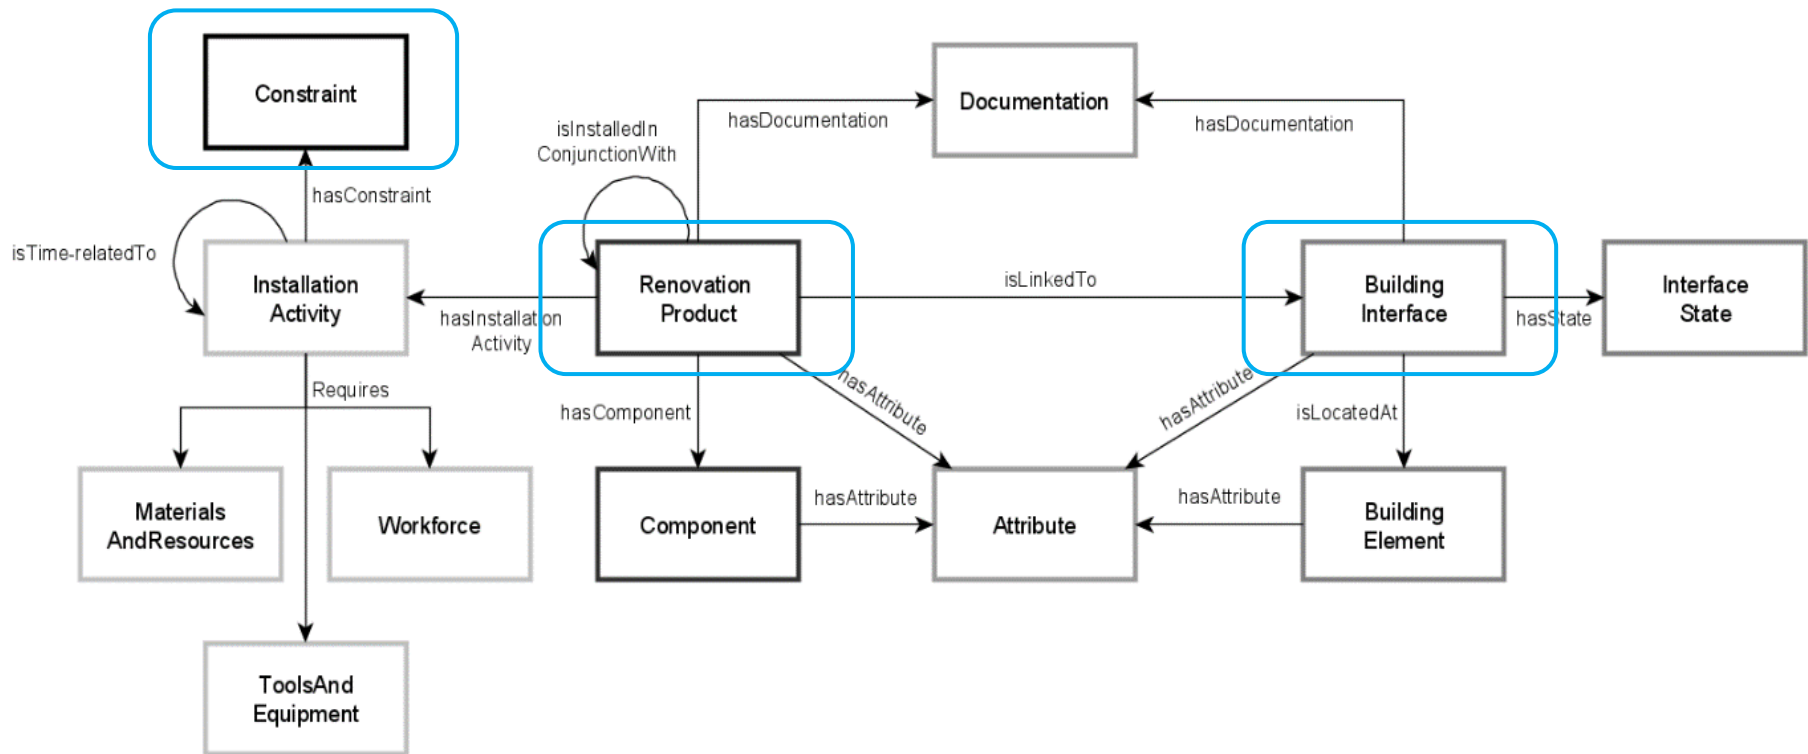 Constraint
Documentation
hasDocumentation
hasDocumentation
isInstalledIn
ConjunctionWith
hasConstraint
isTime-relatedTo
Installation
Activity
hasInstallation
Activity
Renovation
Product
isLinkedTo
Building
Interface
hasState
Interface
State
Requires
hasComponent
hasAttribute
hasAttribute
isLocatedAt
Materials
AndResources
Workforce
Component
hasAttribute
Attribute
hasAttribute
Building
Element
ToolsAnd
Equipment